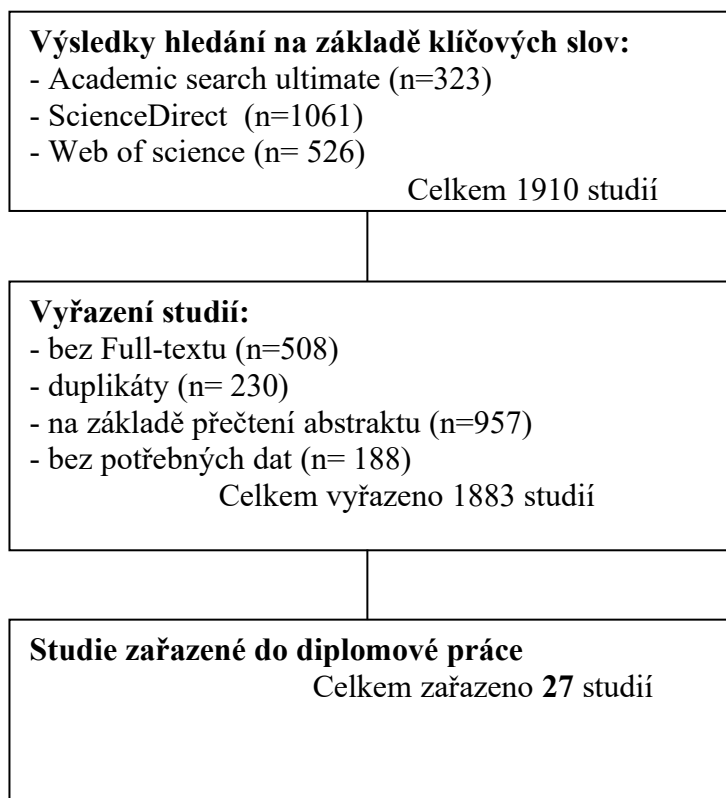 Výsledky hledání na základě klíčových slov:
- Academic search ultimate (n=323)
- ScienceDirect  (n=1061)
- Web of science (n= 526)
Celkem 1910 studií
Vyřazení studií:
- bez Full-textu (n=508)
- duplikáty (n= 230)
- na základě přečtení abstraktu (n=957)
- bez potřebných dat (n= 188)
Celkem vyřazeno 1883 studií
Studie zařazené do diplomové práce
Celkem zařazeno 27 studií